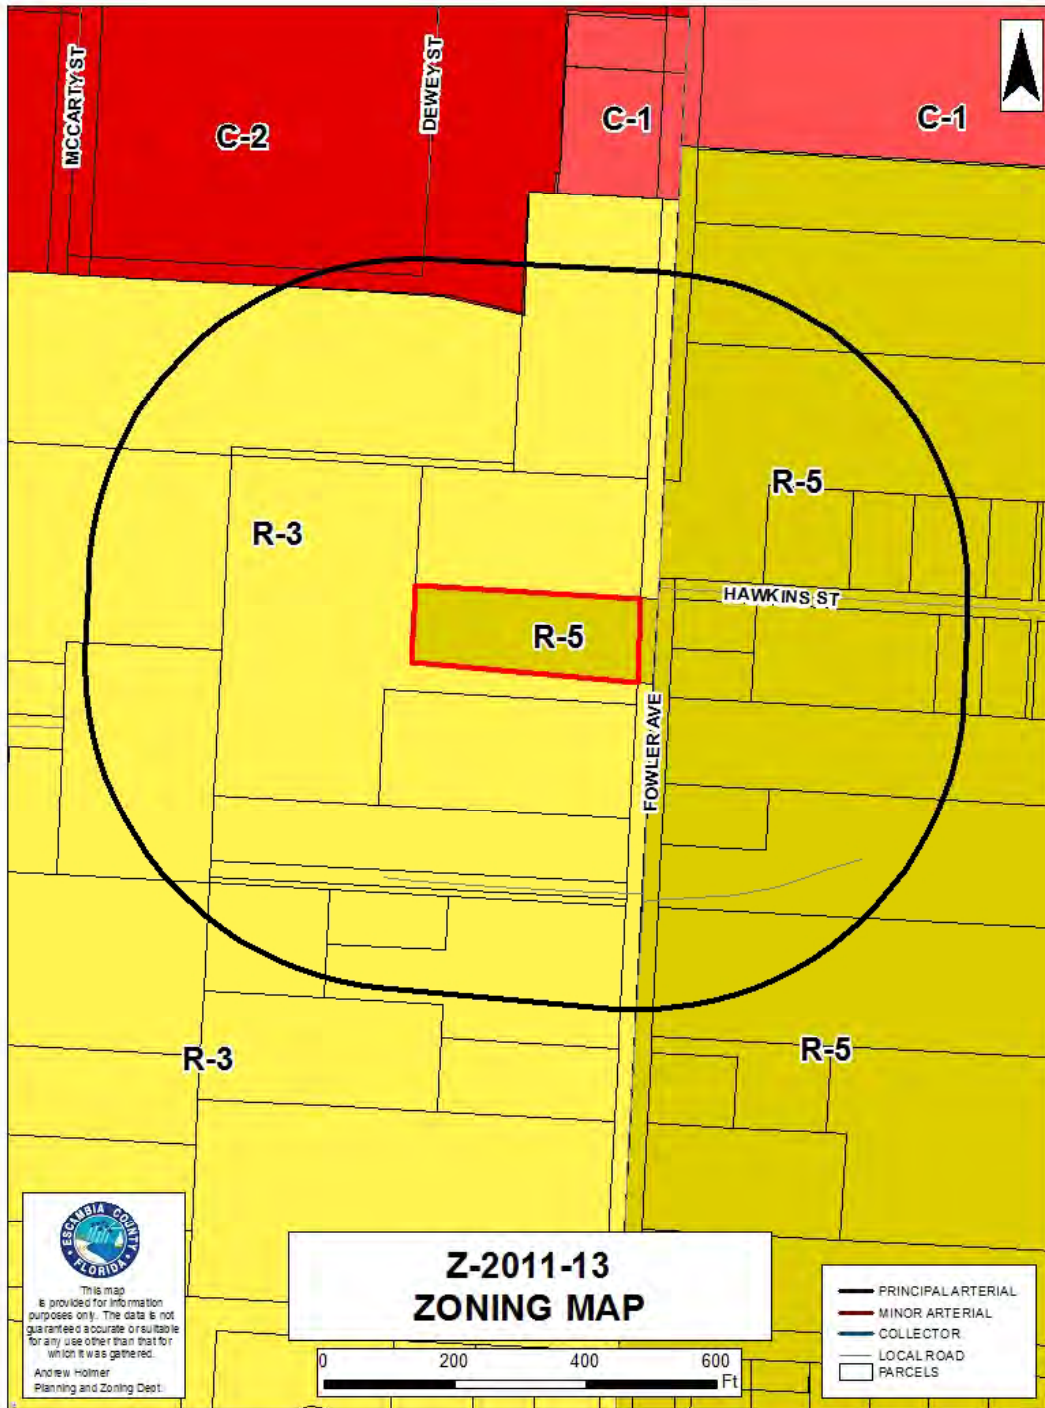 MCCARTY ST
DEWEY ST
C-2
C-1
C-1
R-5
R-3
HAWKINS ST
R-5
FOWLER AVE
R-3
R-5
ESCAMBIA COUNTY
FLORIDA
This map
is provided for information
purposes only. The data is not
guaranteed accurate or suitable
for any use other than that for
which it was gathered.
Andrew Holmer
Planning and Zoning Dept.
Z-2011-13
ZONING MAP
0 200 400 600
Ft
PRINCIPAL ARTERIAL
MINOR ARTERIAL
COLLECTOR
LOCAL ROAD
PARCELS